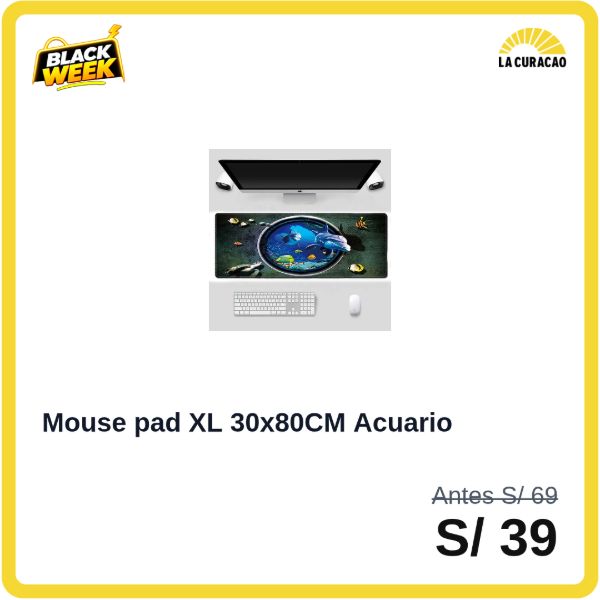 BLACK
WEEK
LA CURACAO
Mouse pad XL 30x80CM Acuario
Antes S/ 69
S/ 39